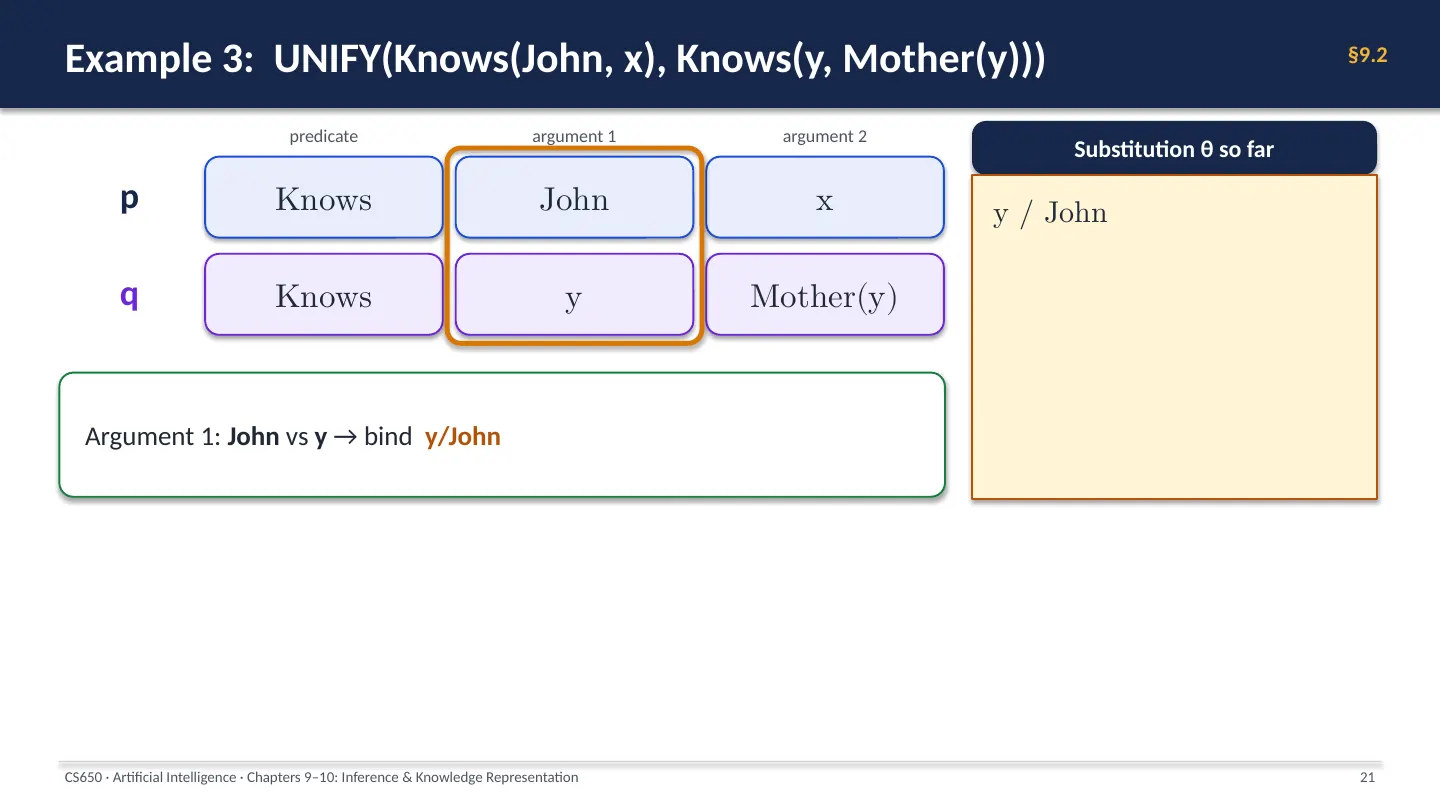 Example 3: UNIFY(Knows(John, x), Knows(y, Mother(y)))
§9.2
predicate
argument 1
argument 2
Substitution θ so far
p
Knows
John
x
y / John
q
Knows
y
Mother(y)
Argument 1: John vs y → bind y/John
CS650 · Artificial Intelligence · Chapters 9–10: Inference & Knowledge Representation
21